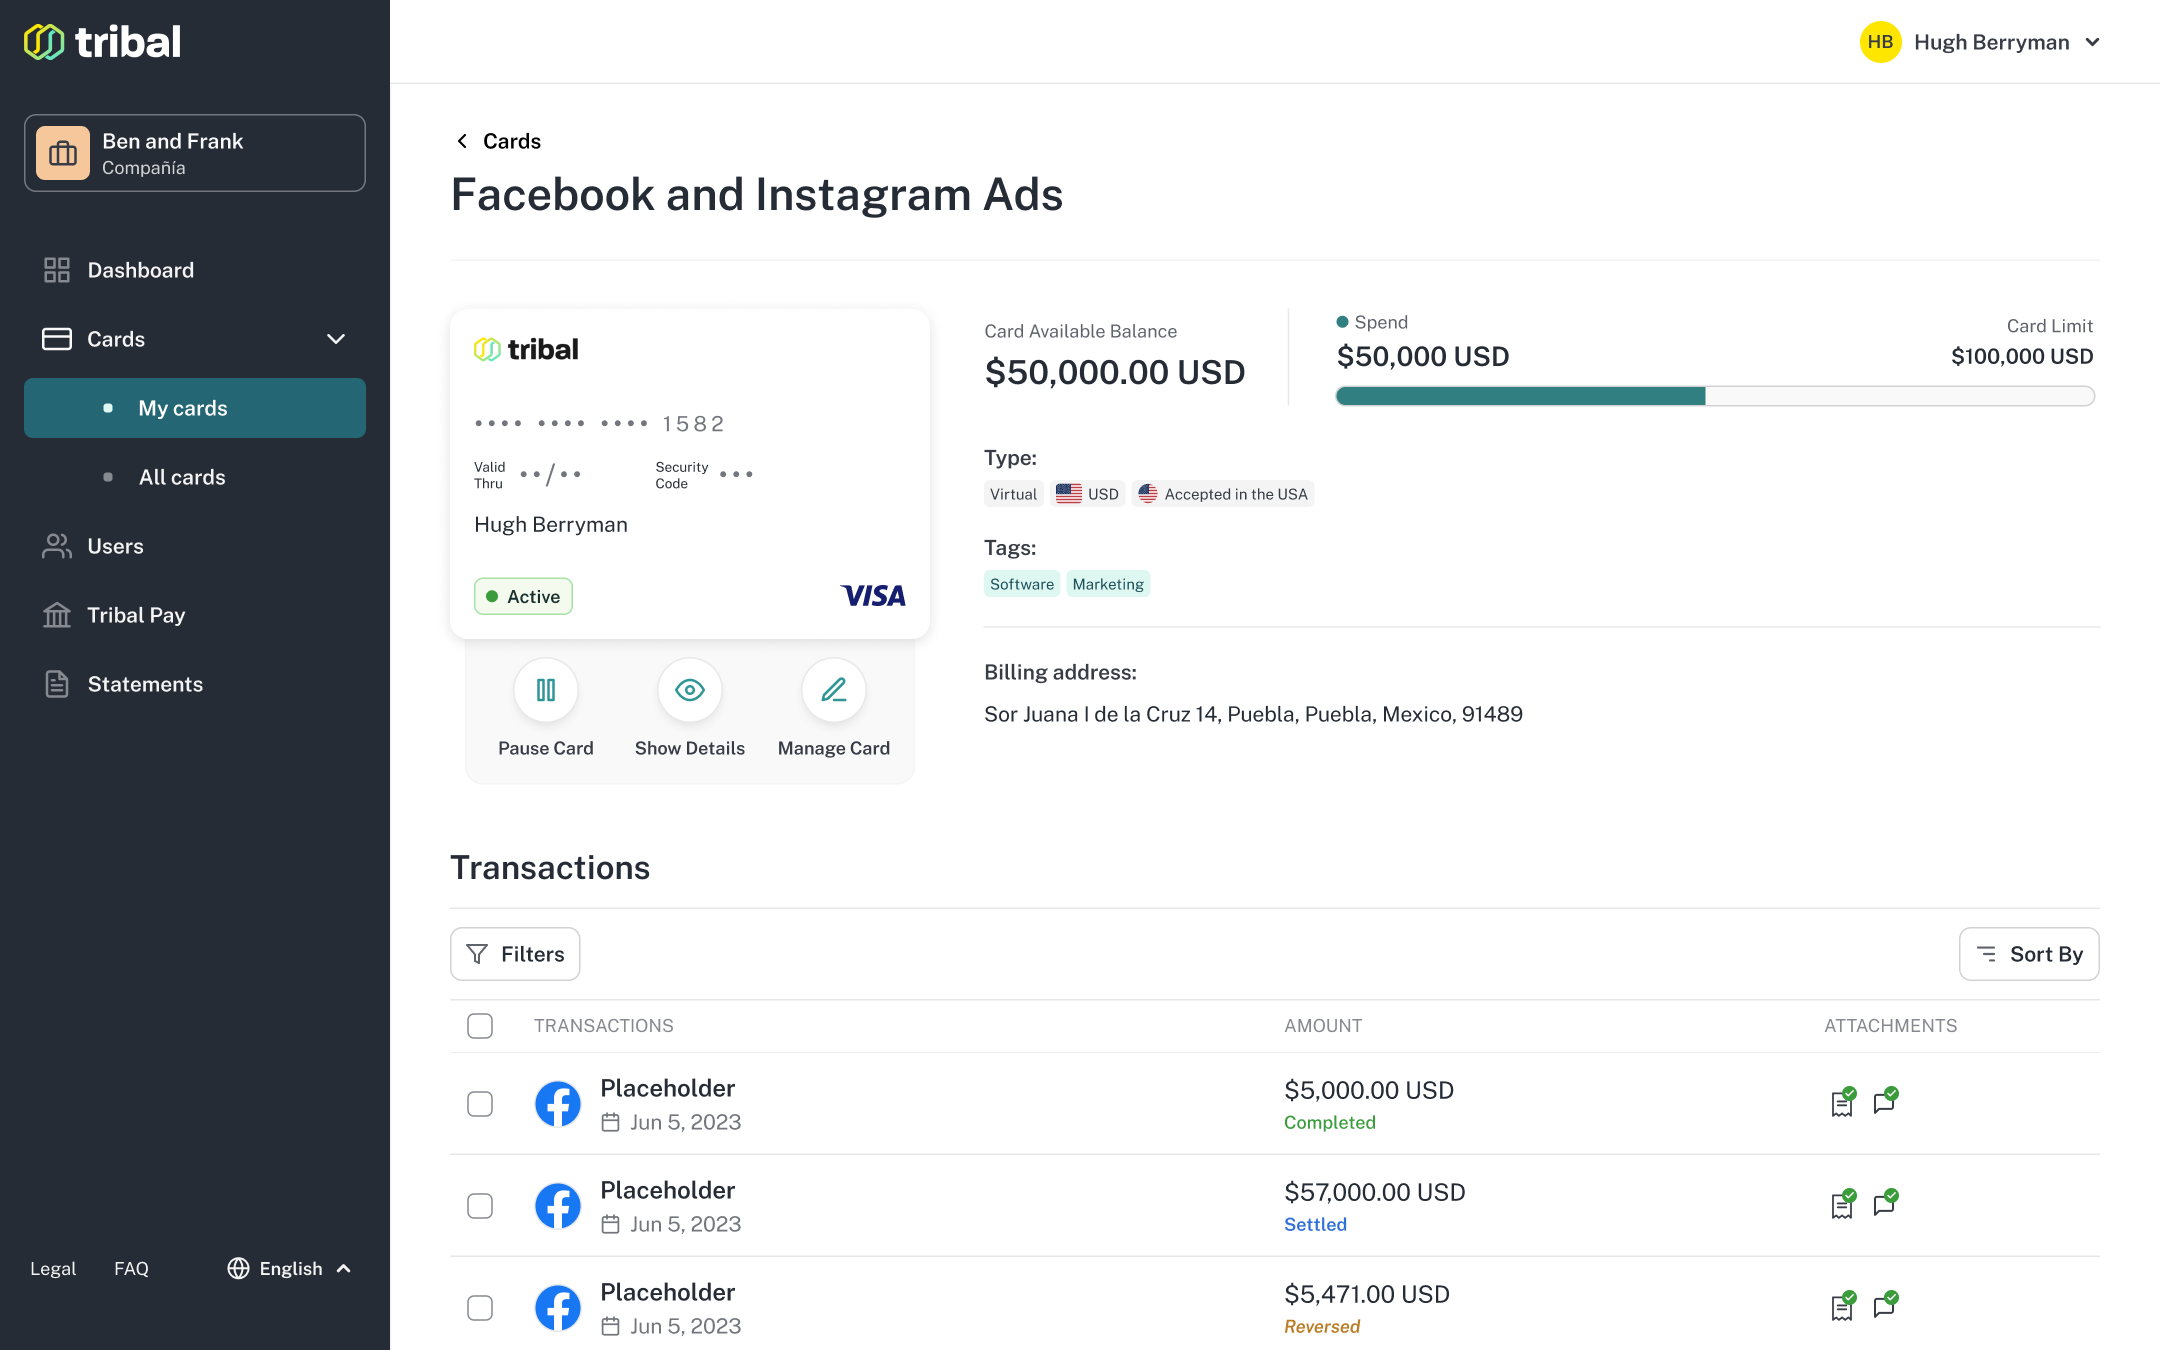 tribal
Ben and Frank
Compañía
Dashboard
Cards
My cards
All cards
Users
Tribal Pay
Statements
Legal
FAQ
English
HB
Hugh Berryman
Cards
Facebook and Instagram Ads
tribal
•••• •••• •••• 1582
Valid Thru ••/••
Security Code •••
Hugh Berryman
Active
VISA
Pause Card
Show Details
Manage Card
Card Available Balance
$50,000.00 USD
Spend
$50,000 USD
Card Limit
$100,000 USD
Type:
Virtual
USD
Accepted in the USA
Tags:
Software
Marketing
Billing address:
Sor Juana I de la Cruz 14, Puebla, Puebla, Mexico, 91489
Transactions
Filters
Sort By
TRANSACTIONS
AMOUNT
ATTACHMENTS
Placeholder
Jun 5, 2023
$5,000.00 USD
Completed
Placeholder
Jun 5, 2023
$57,000.00 USD
Settled
Placeholder
Jun 5, 2023
$5,471.00 USD
Reversed